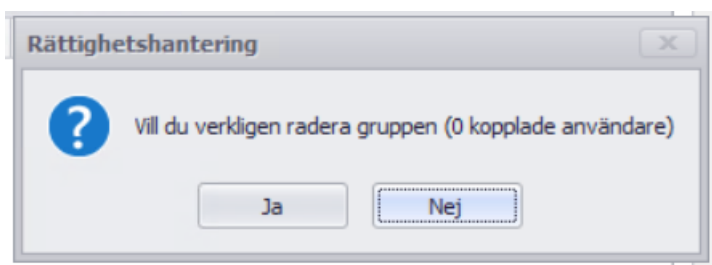 Rättighetshantering
Vill du verkligen radera gruppen (0 kopplade användare)
Ja
Nej